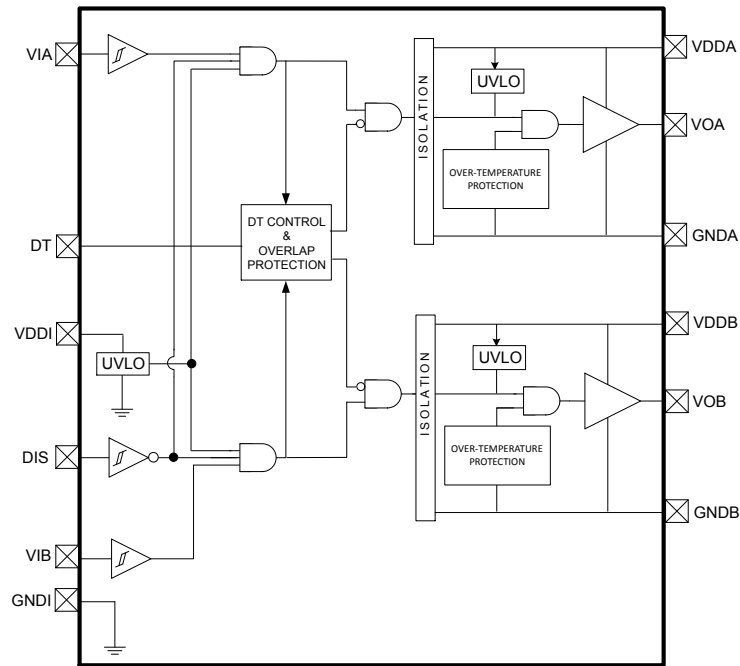 VIA
DT
VDDI
UVLO
DIS
VIB
GNDI
DT CONTROL
&
OVERLAP
PROTECTION
ISOLATION
UVLO
OVER-TEMPERATURE
PROTECTION
VDDA
VOA
GNDA
ISOLATION
UVLO
OVER-TEMPERATURE
PROTECTION
VDDB
VOB
GNDB